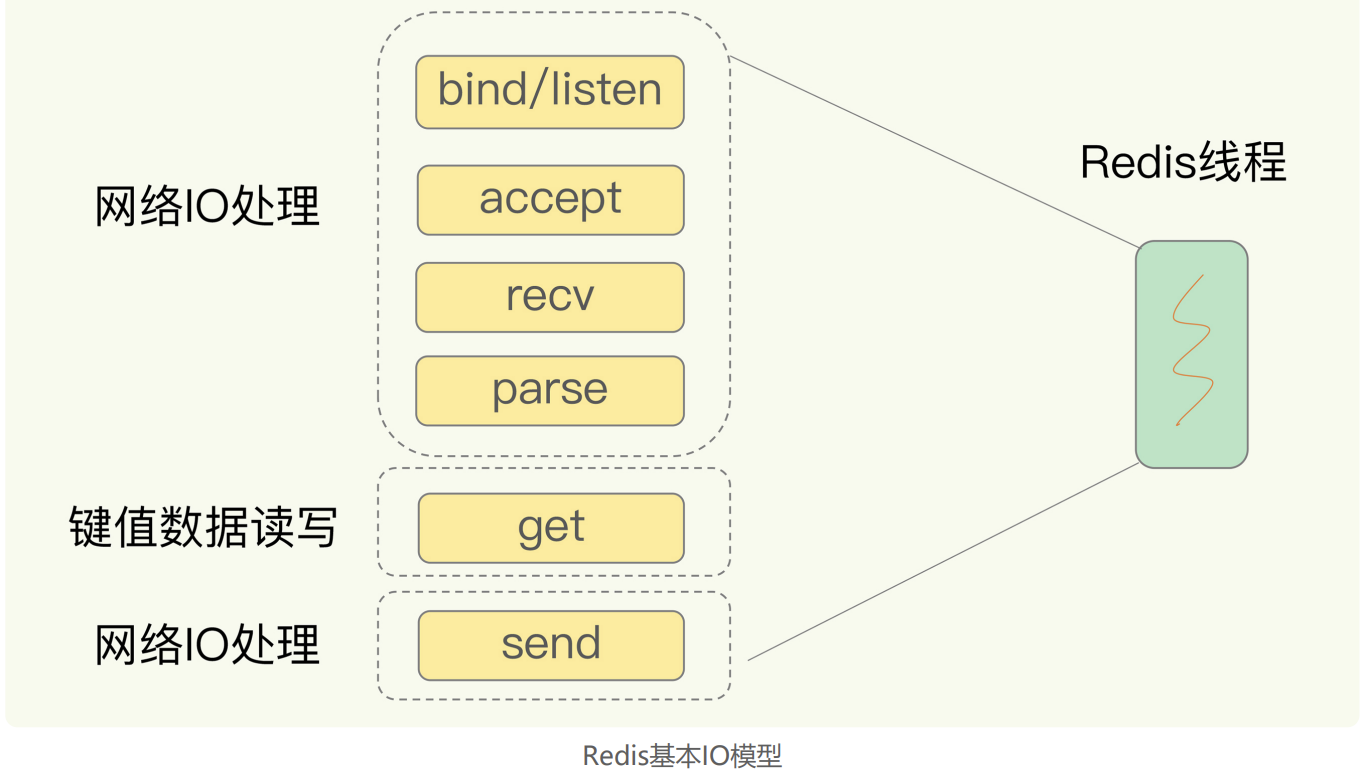 bind/listen
Redis线程
网络IO处理
accept
recv
parse
键值数据读写
get
网络IO处理
send
Redis基本IO模型